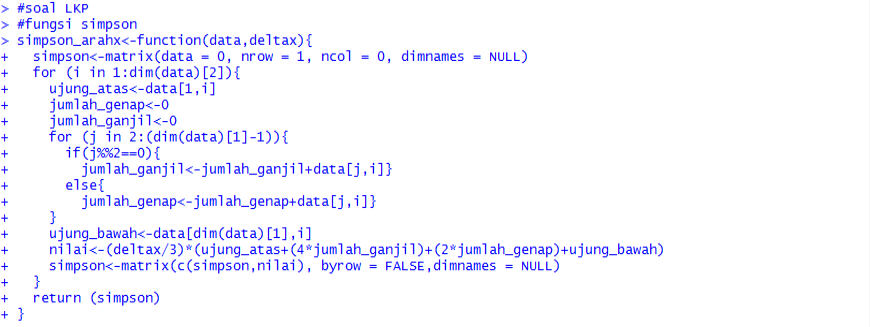 > #soal LKP
> #fungsi simpson
> simpson_arahx<-function(data,deltax){
+   simpson<-matrix(data = 0, nrow = 1, ncol = 0, dimnames = NULL)
+   for (i in 1:dim(data)[2]){
+     ujung_atas<-data[1,i]
+     jumlah_genap<-0
+     jumlah_ganjil<-0
+     for (j in 2:(dim(data)[1]-1)){
+       if(j%%2==0){
+         jumlah_ganjil<-jumlah_ganjil+data[j,i]}
+       else{
+         jumlah_genap<-jumlah_genap+data[j,i]}
+     }
+     ujung_bawah<-data[dim(data)[1],i]
+     nilai<-(deltax/3)*(ujung_atas+(4*jumlah_ganjil)+(2*jumlah_genap)+ujung_bawah)
+     simpson<-matrix(c(simpson,nilai), byrow = FALSE,dimnames = NULL)
+   }
+   return (simpson)
+ }